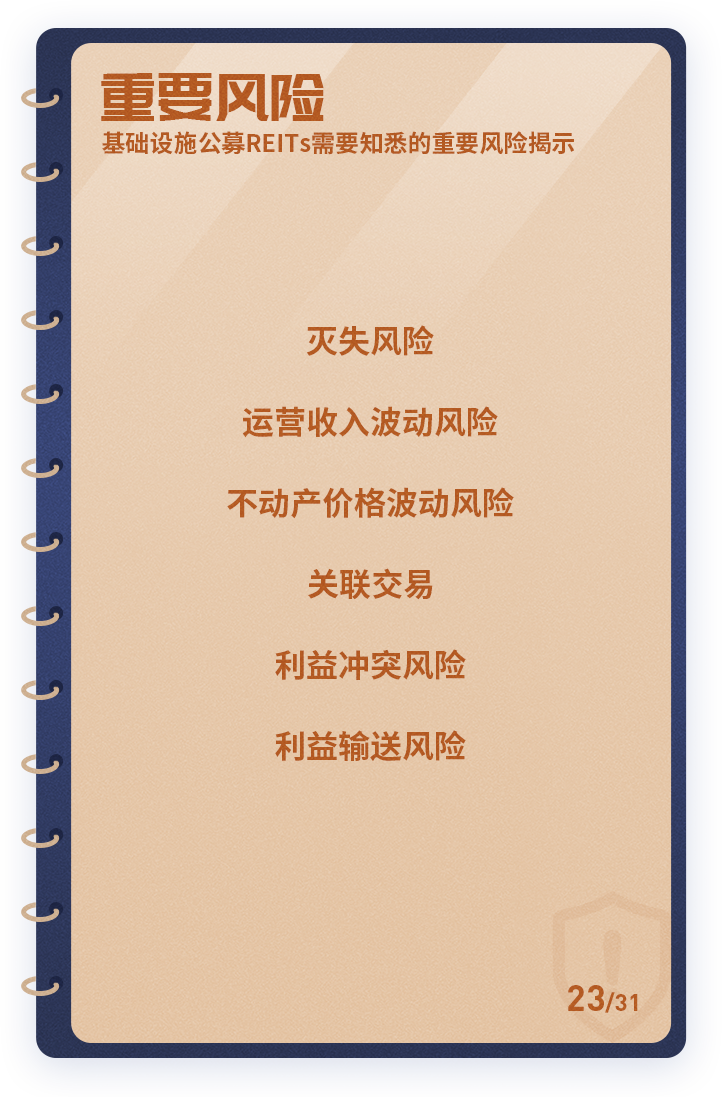 重要风险
基础设施公募REITs需要知悉的重要风险揭示
灭失风险
运营收入波动风险
不动产价格波动风险
关联交易
利益冲突风险
利益输送风险
23/31